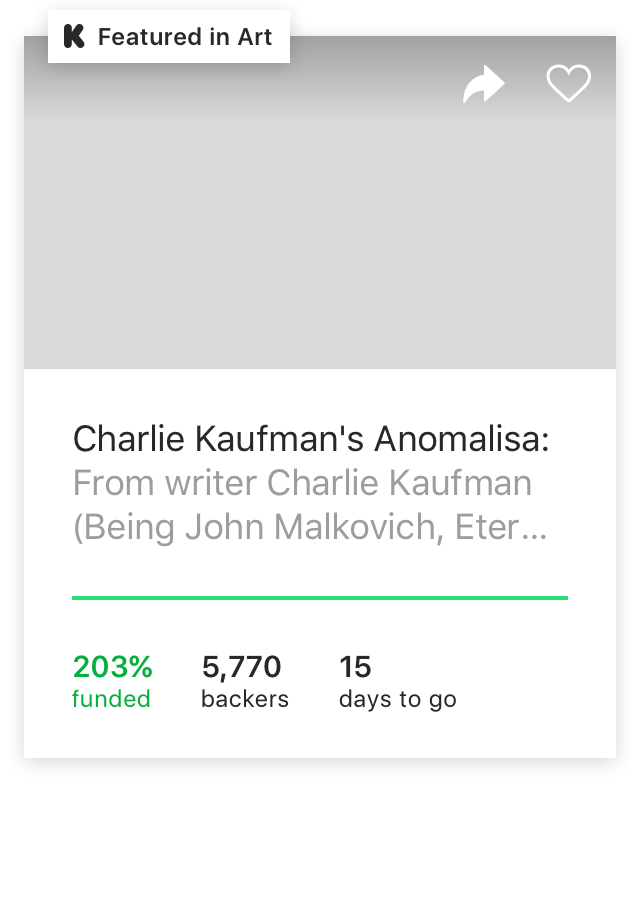 Featured in Art
Charlie Kaufman's Anomalisa:
From writer Charlie Kaufman
(Being John Malkovich, Eter...
203% 5,770 15
funded backers days to go